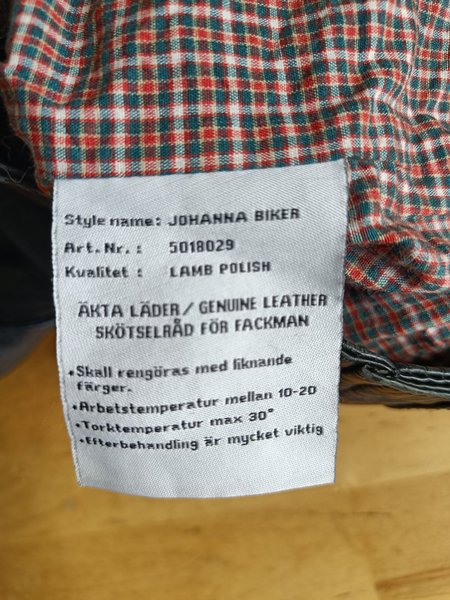 Style name: JOHANNA BIKER
Art.Nr.: 5018029
Kvalitet : LAMB POLISH
ÄKTA LÄDER / GENUINE LEATHER
SKÖTSELRÅD FÖR FACKMAN
•Skall rengöras med liknande
färger.
•Arbetstemperatur mellan 10-20
•Torktemperatur max 30°
•Efterbehandling är mycket viktig